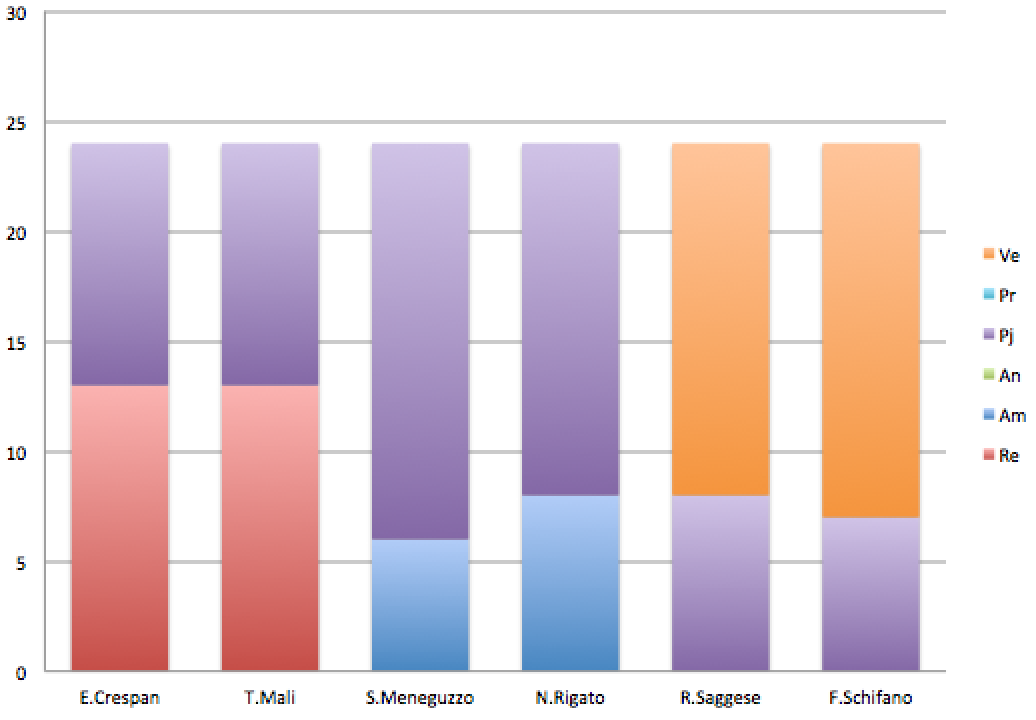 30
25
20
15
10
5
0
E.Crespan T.Mali S.Meneguzzo N.Rigato R.Saggese F.Schifano
Ve
Pr
Pj
An
Am
Re